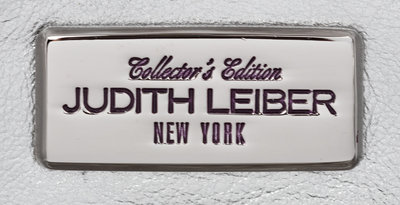 Collector's Edition
JUDITH LEIBER
NEW YORK